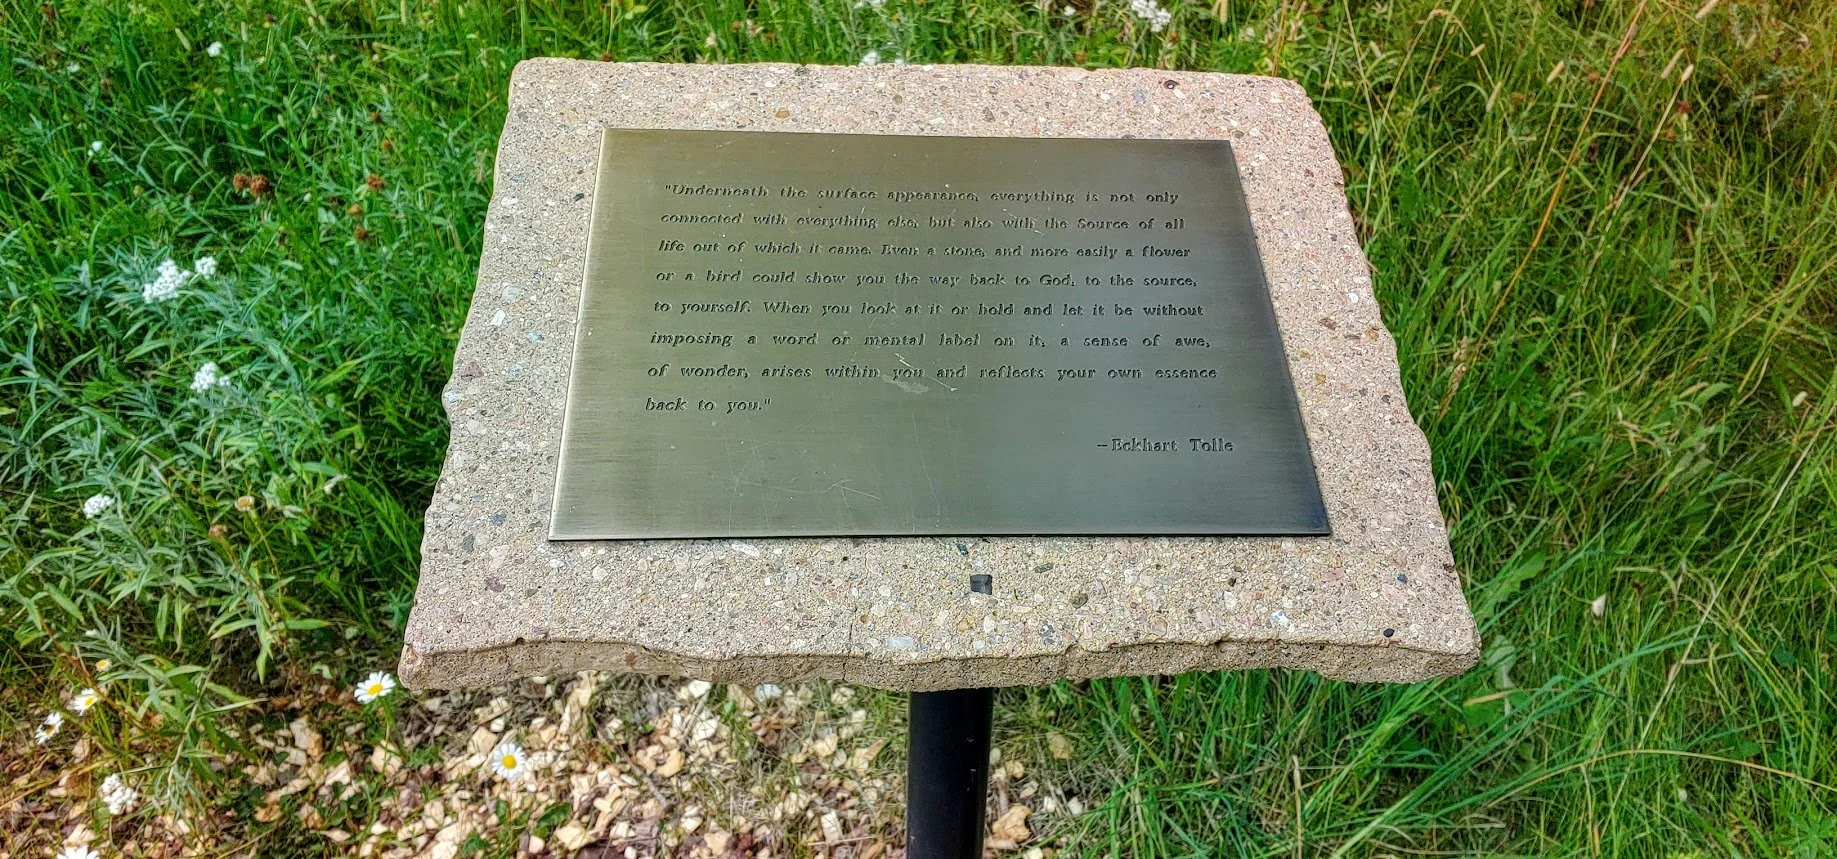 "Underneath the surface appearance, everything is not only
connected with everything else, but also with the Source of all
life out of which it came. Even a stone, and more easily a flower
or a bird could show you the way back to God, to the source,
to yourself. When you look at it or hold and let it be without
imposing a word or mental label on it, a sense of awe,
of wonder, arises within you and reflects your own essence
back to you."
–Eckhart Tolle